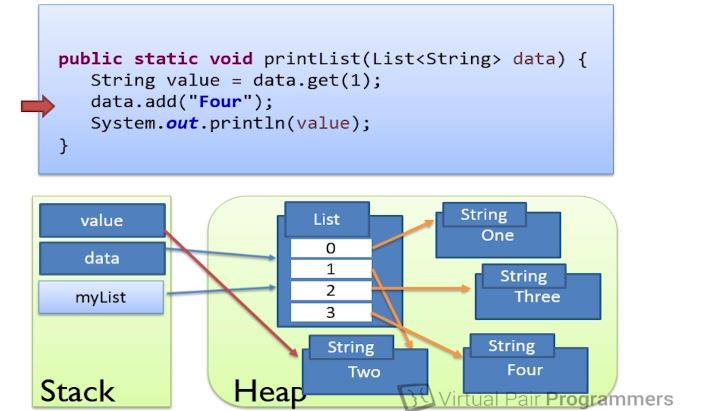 public static void printList(List<String> data) {
String value = data.get(1);
data.add("Four");
System.out.println(value);
}
value
data
myList
Stack
List
0
1
2
3
String
One
String
Three
String
Two
String
Four
Heap
Virtual Pair Programmers